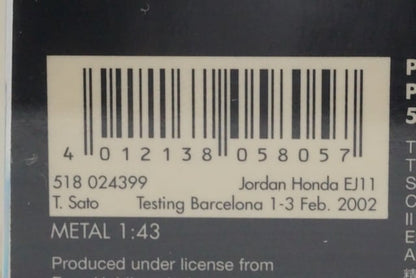 4 012138 058057
518 024399 Jordan Honda EJ11
T. Sato Testing Barcelona 1-3 Feb. 2002
METAL 1:43
Produced under license from